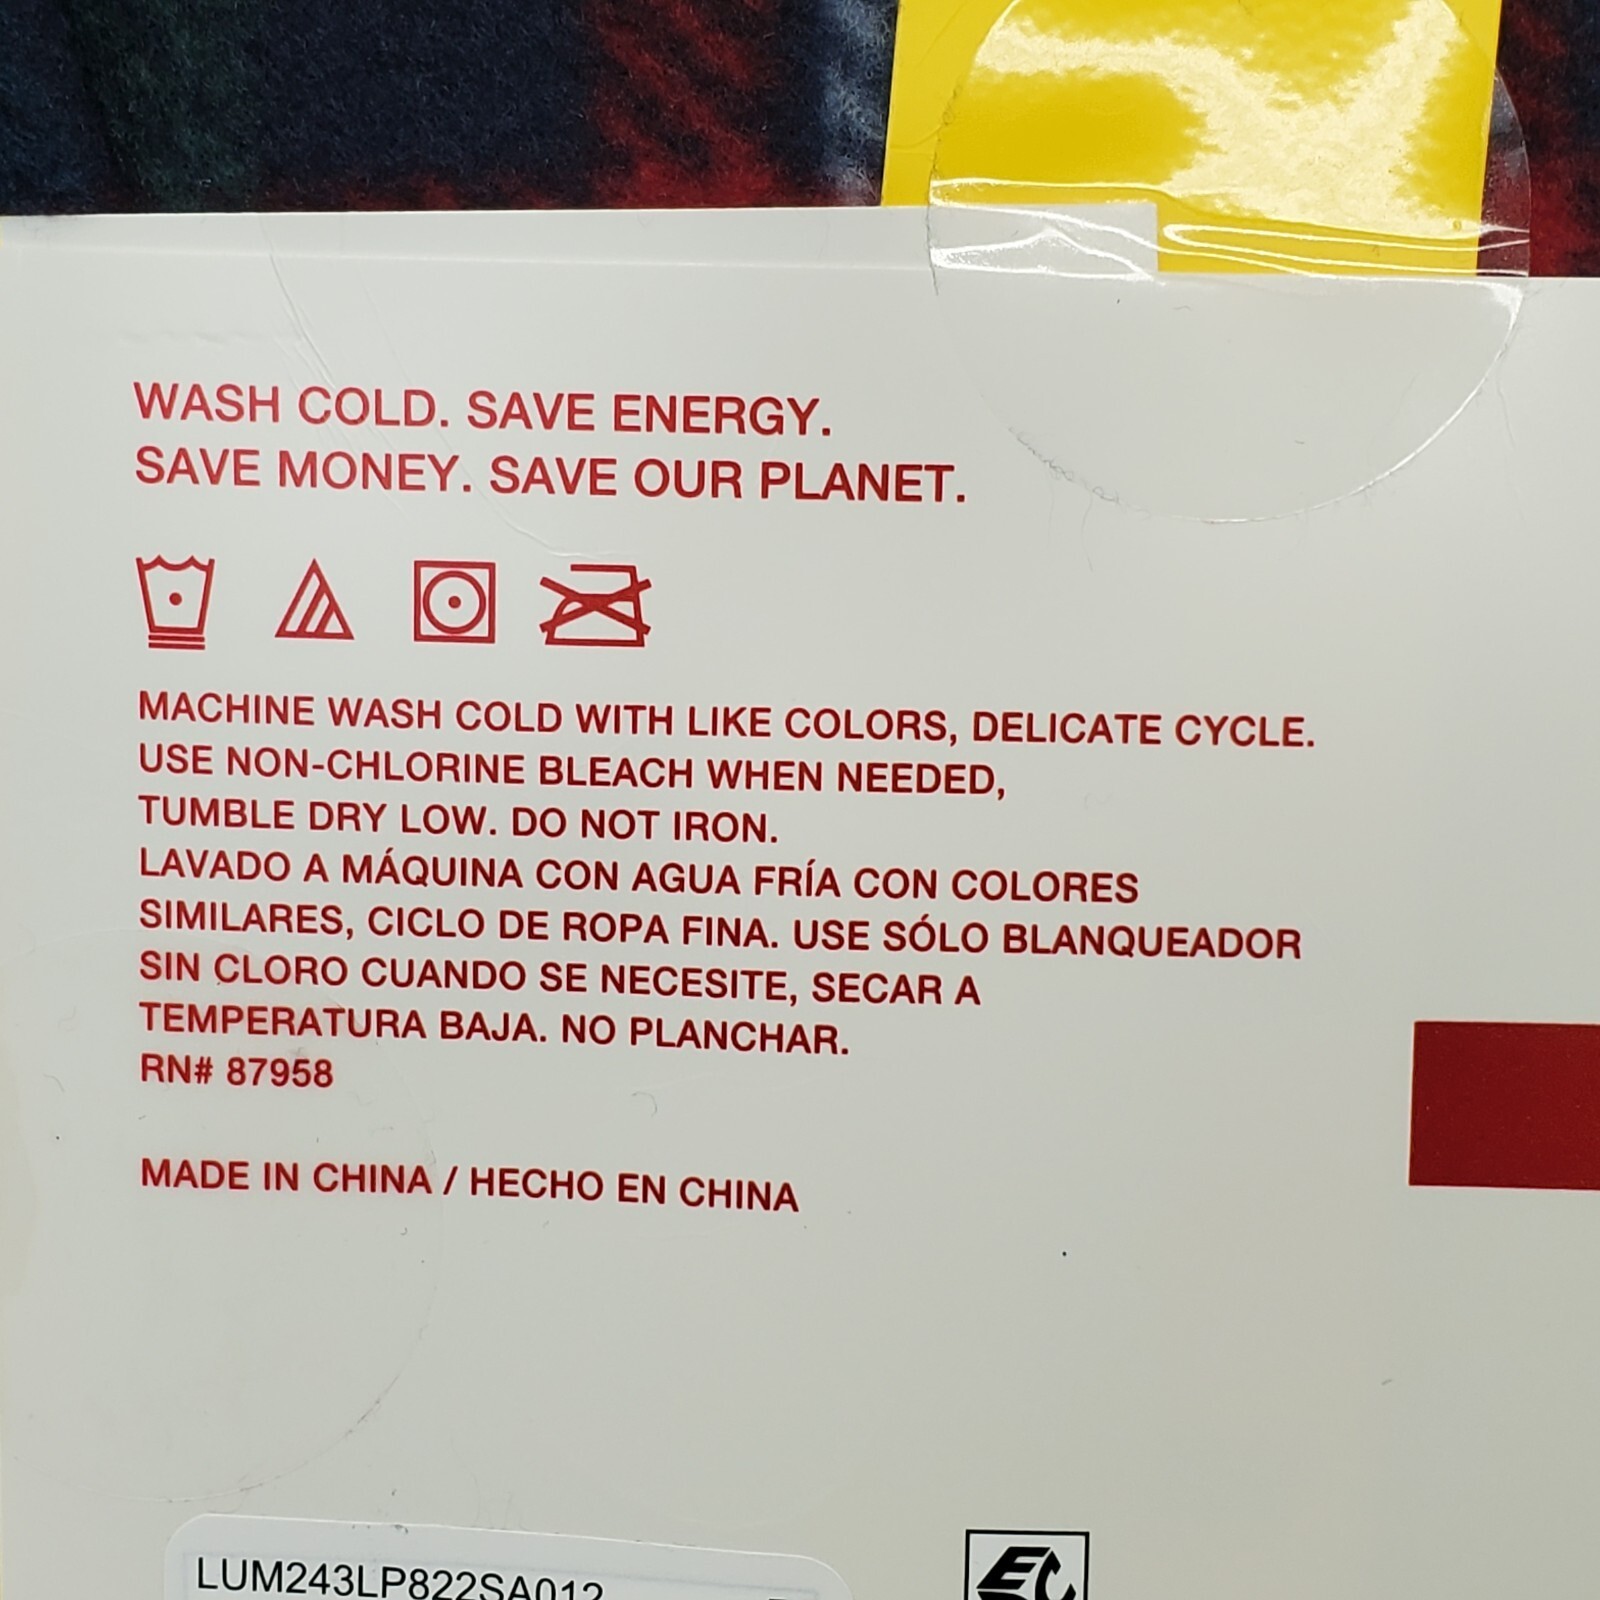 WASH COLD. SAVE ENERGY.
SAVE MONEY. SAVE OUR PLANET.
MACHINE WASH COLD WITH LIKE COLORS, DELICATE CYCLE.
USE NON-CHLORINE BLEACH WHEN NEEDED,
TUMBLE DRY LOW. DO NOT IRON.
LAVADO A MÁQUINA CON AGUA FRÍA CON COLORES
SIMILARES, CICLO DE ROPA FINA. USE SÓLO BLANQUEADOR
SIN CLORO CUANDO SE NECESITE, SECAR A
TEMPERATURA BAJA. NO PLANCHAR.
RN# 87958
MADE IN CHINA / HECHO EN CHINA
LUM243LP822SA012
EC